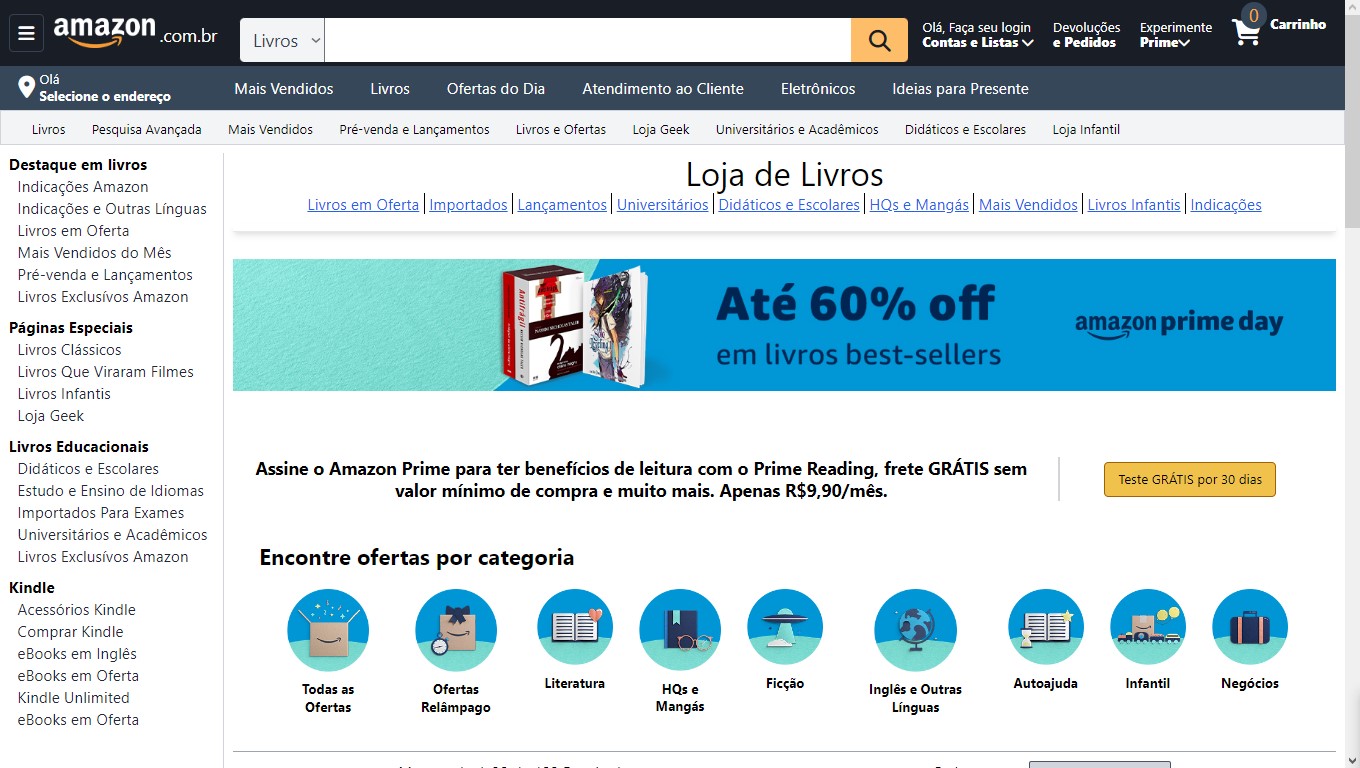 amazon.com.br
Livros
Olá, Faça seu login
Contas e Listas
Devoluções
e Pedidos
Experimente
Prime
0
Carrinho
Olá
Selecione o endereço
Mais Vendidos
Livros
Ofertas do Dia
Atendimento ao Cliente
Eletrônicos
Ideias para Presente
Livros
Pesquisa Avançada
Mais Vendidos
Pré-venda e Lançamentos
Livros e Ofertas
Loja Geek
Universitários e Acadêmicos
Didáticos e Escolares
Loja Infantil
Destaque em livros
Indicações Amazon
Indicações e Outras Línguas
Livros em Oferta
Mais Vendidos do Mês
Pré-venda e Lançamentos
Livros Exclusívos Amazon
Páginas Especiais
Livros Clássicos
Livros Que Viraram Filmes
Livros Infantis
Loja Geek
Livros Educacionais
Didáticos e Escolares
Estudo e Ensino de Idiomas
Importados Para Exames
Universitários e Acadêmicos
Livros Exclusívos Amazon
Kindle
Acessórios Kindle
Comprar Kindle
eBooks em Inglês
eBooks em Oferta
Kindle Unlimited
eBooks em Oferta
Loja de Livros
Livros em Oferta
Importados
Lançamentos
Universitários
Didáticos e Escolares
HQs e Mangás
Mais Vendidos
Livros Infantis
Indicações
Antifrágil
Até 60% off
em livros best-sellers
amazon prime day
Assine o Amazon Prime para ter benefícios de leitura com o Prime Reading, frete GRÁTIS sem
valor mínimo de compra e muito mais. Apenas R$9,90/mês.
Teste GRÁTIS por 30 dias
Encontre ofertas por categoria
Todas as
Ofertas
Ofertas
Relâmpago
Literatura
HQs e
Mangás
Ficção
Inglês e Outras
Línguas
Autoajuda
Infantil
Negócios